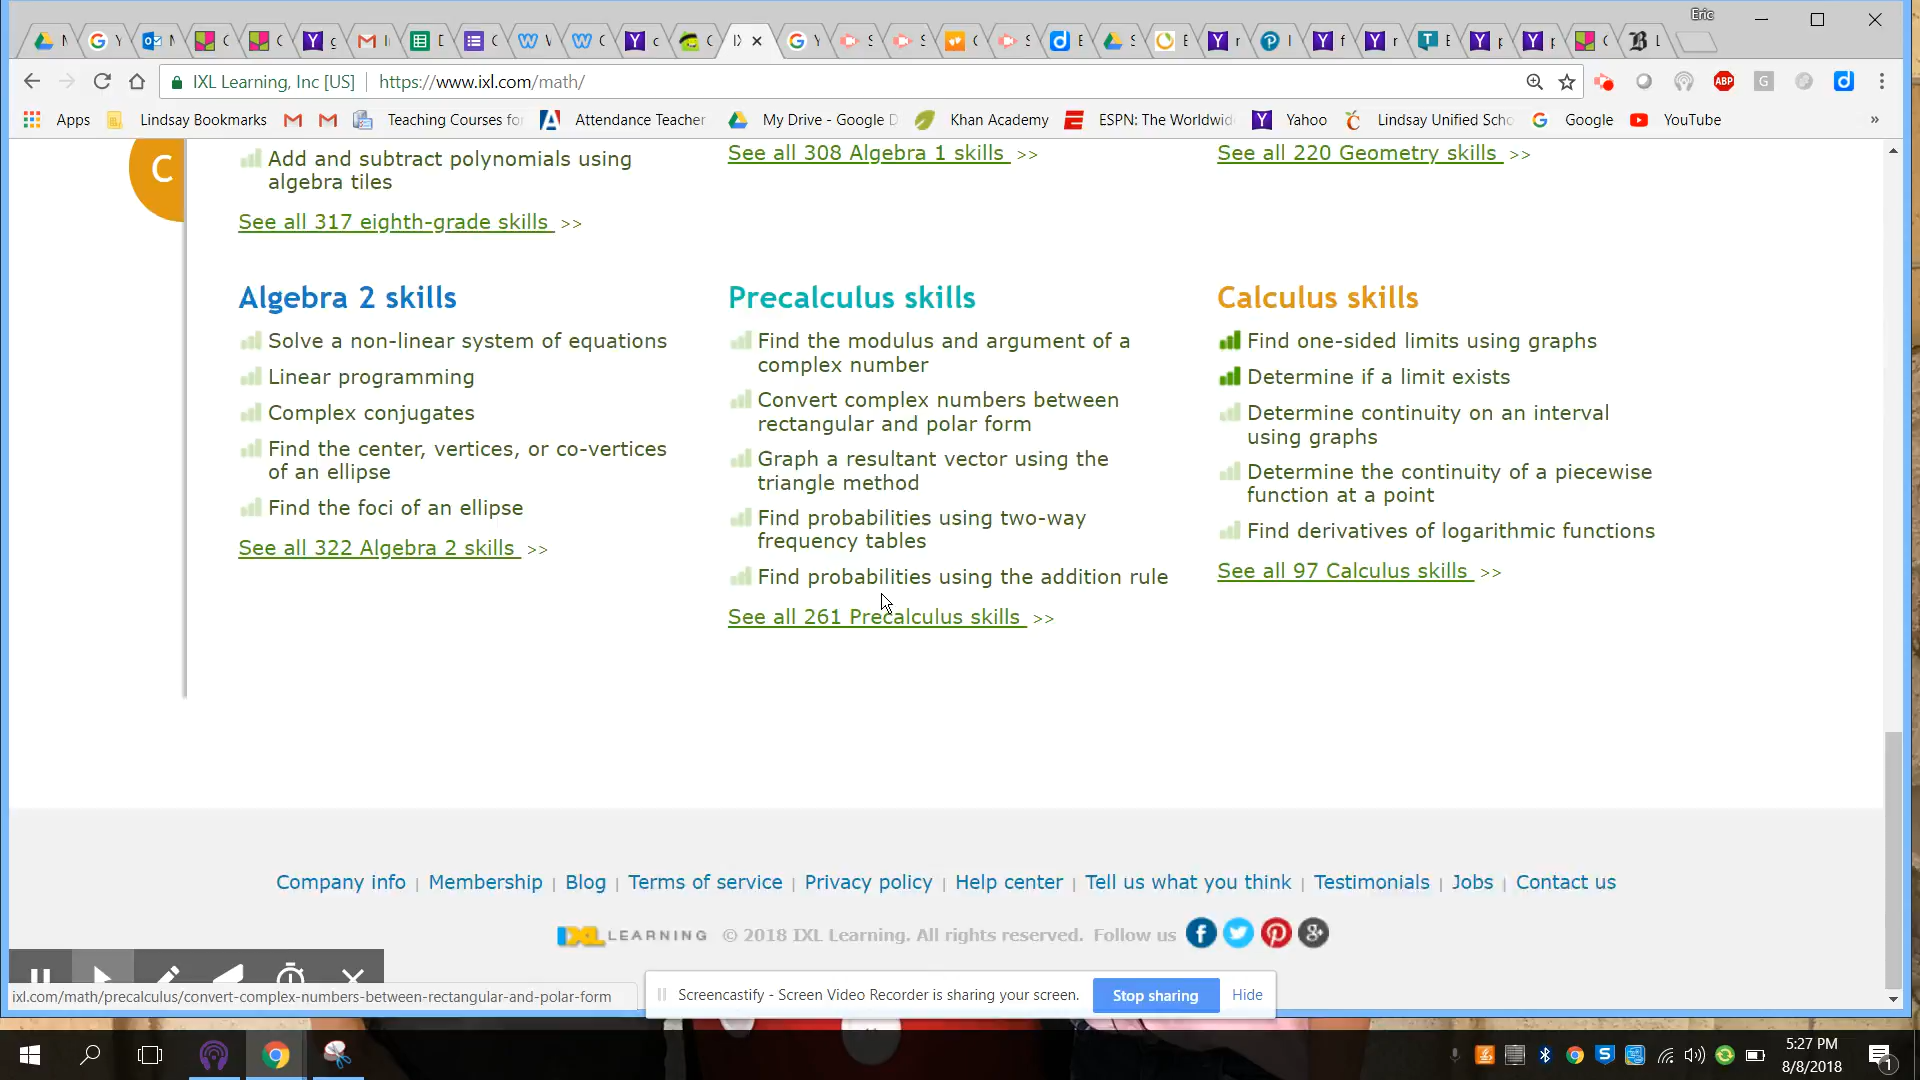 Eric
IXL Learning, Inc [US] https://www.ixl.com/math/
Apps Lindsay Bookmarks Teaching Courses fo Attendance Teacher My Drive - Google D Khan Academy ESPN: The Worldwid Yahoo Lindsay Unified Scho Google YouTube »
C
Add and subtract polynomials using
algebra tiles
See all 317 eighth-grade skills >>
See all 308 Algebra 1 skills >>
See all 220 Geometry skills >>
Algebra 2 skills
Solve a non-linear system of equations
Linear programming
Complex conjugates
Find the center, vertices, or co-vertices
of an ellipse
Find the foci of an ellipse
See all 322 Algebra 2 skills >>
Precalculus skills
Find the modulus and argument of a
complex number
Convert complex numbers between
rectangular and polar form
Graph a resultant vector using the
triangle method
Find probabilities using two-way
frequency tables
Find probabilities using the addition rule
See all 261 Precalculus skills >>
Calculus skills
Find one-sided limits using graphs
Determine if a limit exists
Determine continuity on an interval
using graphs
Determine the continuity of a piecewise
function at a point
Find derivatives of logarithmic functions
See all 97 Calculus skills >>
Company info | Membership | Blog | Terms of service | Privacy policy | Help center | Tell us what you think | Testimonials | Jobs | Contact us
IXL LEARNING © 2018 IXL Learning. All rights reserved. Follow us
ixl.com/math/precalculus/convert-complex-numbers-between-rectangular-and-polar-form
Screencastify - Screen Video Recorder is sharing your screen. Stop sharing Hide
5:27 PM
8/8/2018
1